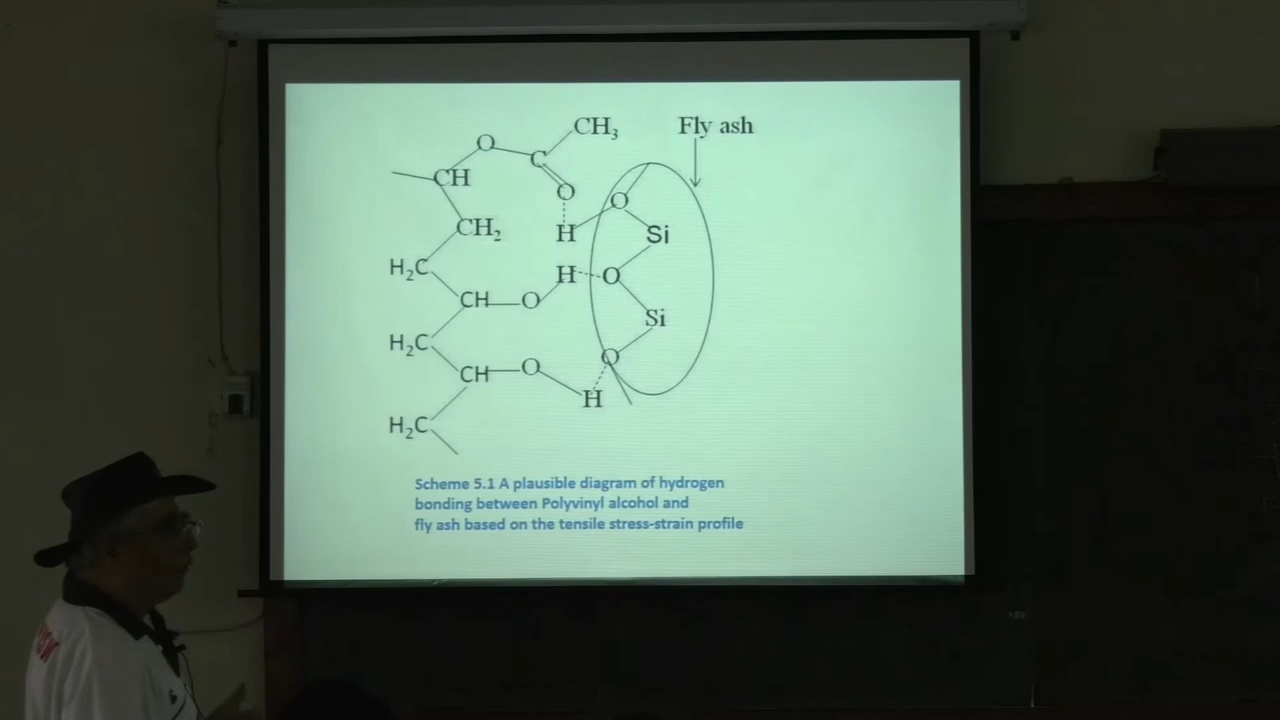 CH₃
Fly ash
O
C
CH
O
O
CH₂
H
Si
H₂C
H
O
CH
O
Si
H₂C
O
CH
O
H
H₂C
Scheme 5.1 A plausible diagram of hydrogen
bonding between Polyvinyl alcohol and
fly ash based on the tensile stress-strain profile